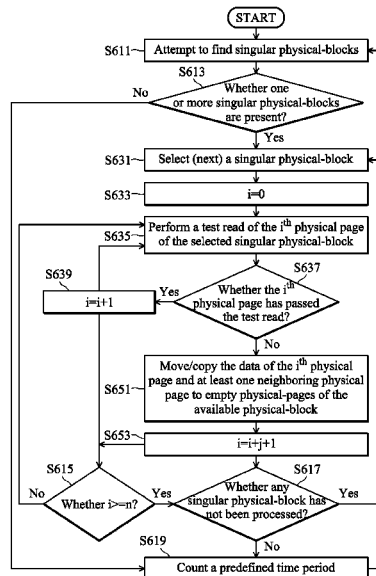 START
S611
Attempt to find singular physical-blocks
S613
No
Whether one
or more singular physical-blocks
are present?
Yes
S631
Select (next) a singular physical-block
S633
i=0
S635
Perform a test read of the ith physical page
of the selected singular physical-block
S639
i=i+1
Yes
S637
Whether the ith
physical page has passed
the test read?
No
S651
Move/copy the data of the ith physical
page and at least one neighboring physical
page to empty physical-pages of the
available physical-block
S653
i=i+j+1
S615
No
Whether i>=n?
Yes
S617
Whether any
singular physical-block has
not been processed?
Yes
No
S619
Count a predefined time period